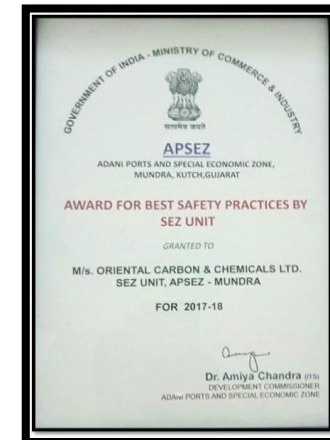 GOVERNMENT OF INDIA - MINISTRY OF COMMERCE & INDUSTRY
सत्यमेव जयते
APSEZ
ADANI PORTS AND SPECIAL ECONOMIC ZONE,
MUNDRA, KUTCH,GUJARAT
AWARD FOR BEST SAFETY PRACTICES BY
SEZ UNIT
GRANTED TO
M/s. ORIENTAL CARBON & CHEMICALS LTD.
SEZ UNIT, APSEZ - MUNDRA
FOR 2017-18
Dr. Amiya Chandra (ITS)
DEVELOPMENT COMMISSIONER
ADANI PORTS AND SPECIAL ECONOMIC ZONE